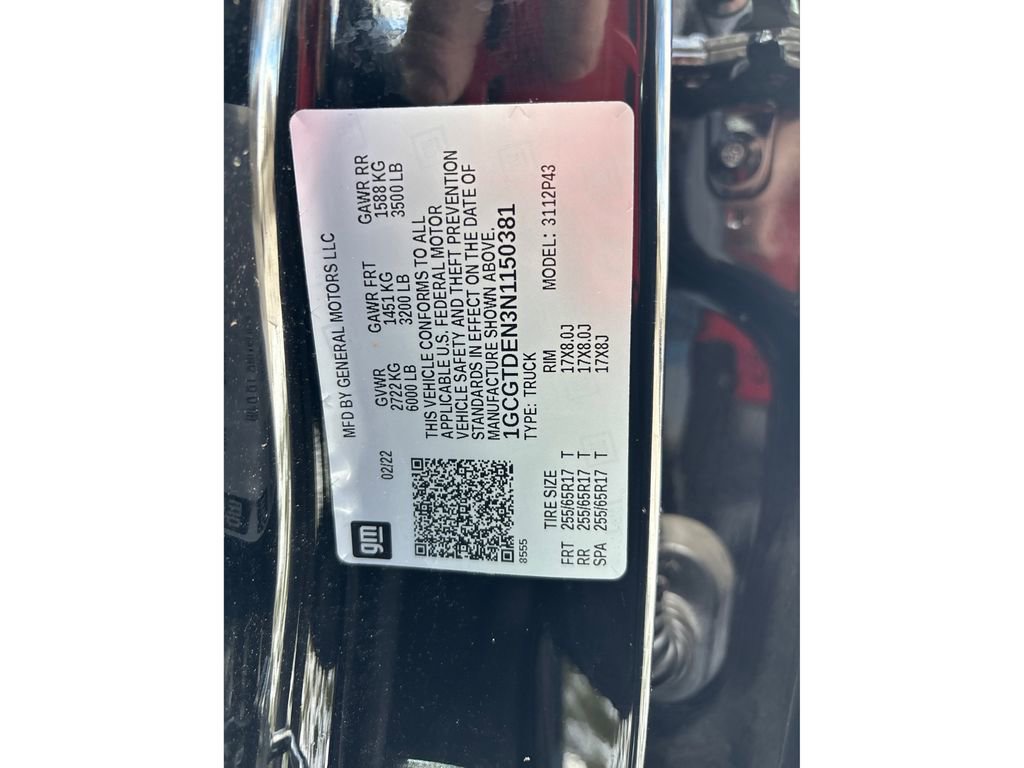 gm
02/22
MFD BY GENERAL MOTORS LLC
GVWR GAWR FRT GAWR RR
2722 KG 1451 KG 1588 KG
6000 LB 3200 LB 3500 LB
THIS VEHICLE CONFORMS TO ALL
APPLICABLE U.S. FEDERAL MOTOR
VEHICLE SAFETY AND THEFT PREVENTION
STANDARDS IN EFFECT ON THE DATE OF
MANUFACTURE SHOWN ABOVE.
1GCGTDEN3N1150381
8555
TYPE: TRUCK
TIRE SIZE RIM MODEL: 3112P43
FRT 255/65R17 T 17X8.0J
RR 255/65R17 T 17X8.0J
SPA 255/65R17 T 17X8J